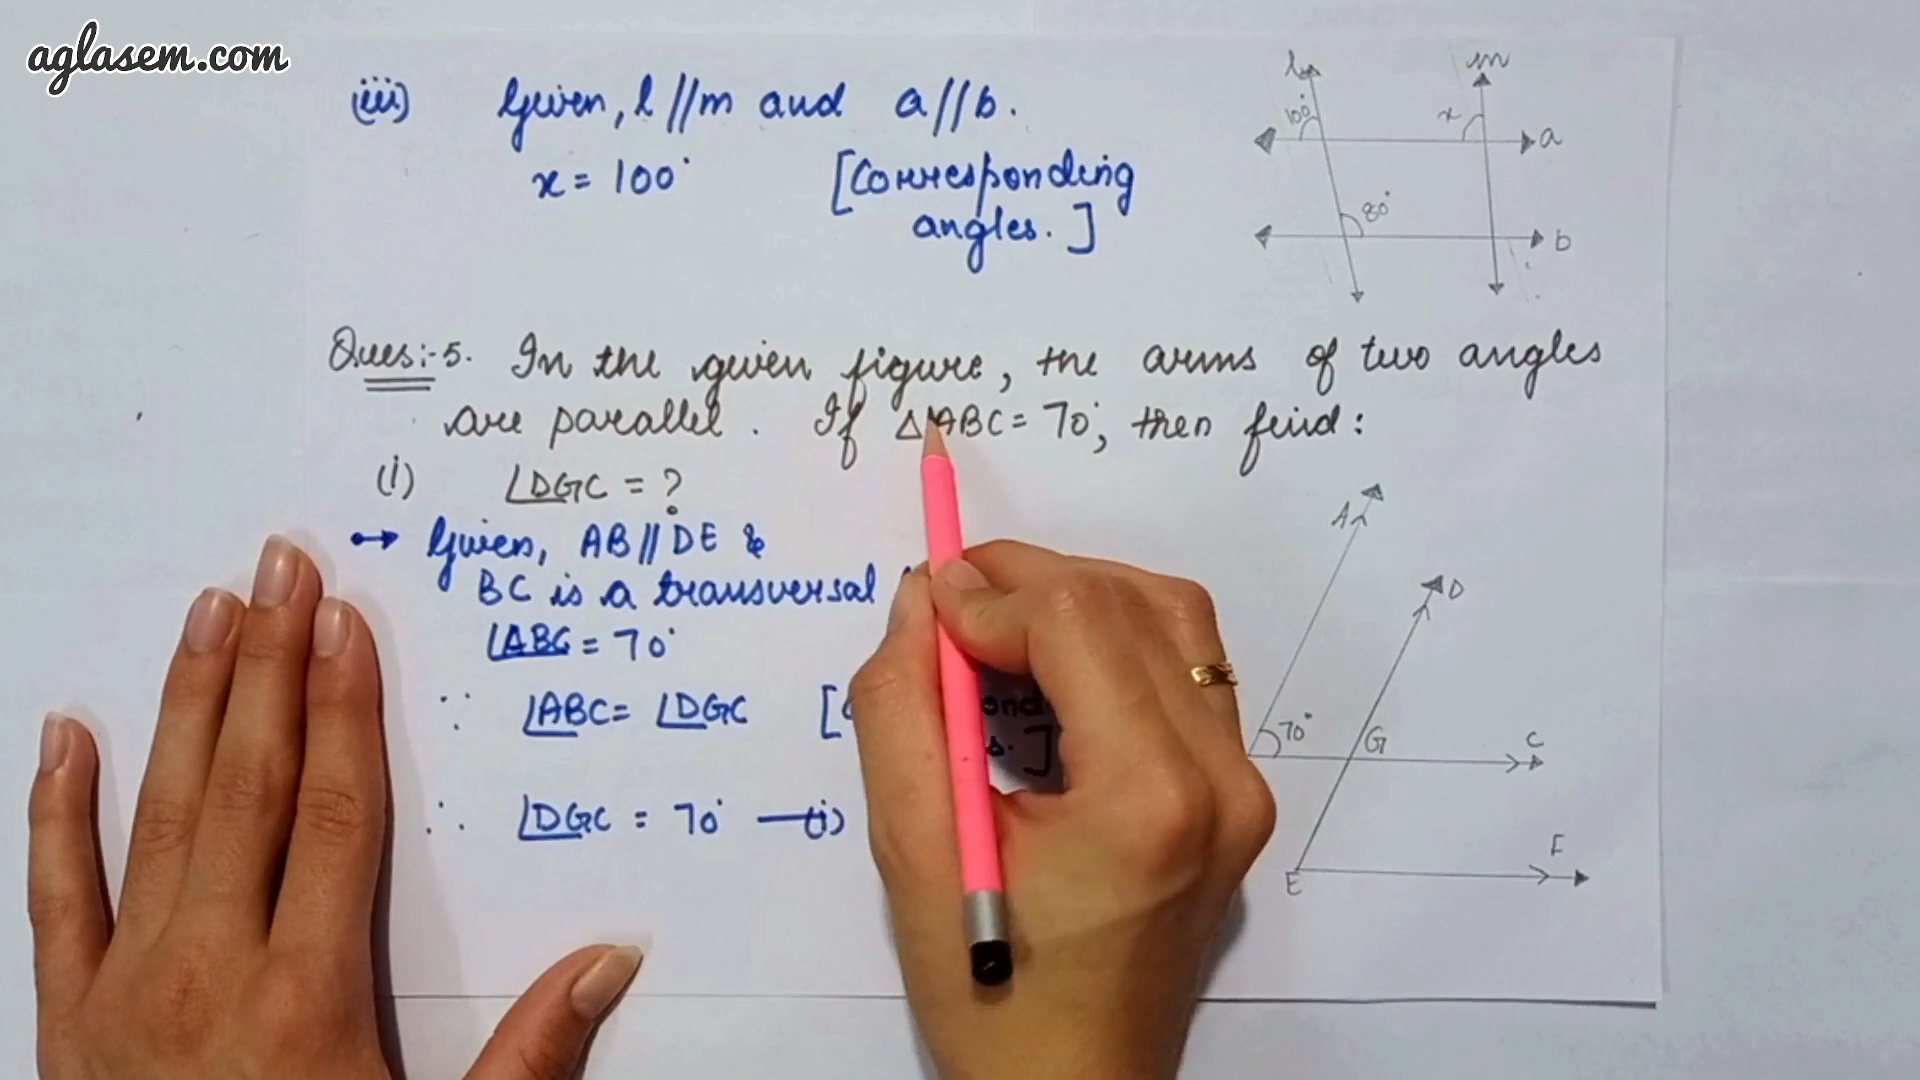 aglasem.com
(iii) Given, l//m and a//b.
x = 100° [Corresponding
angles.]
l m
100° x a
80°
b
Ques:-5. In the given figure, the arms of two angles
are parallel. If △ABC = 70°, then find:
(i) ∠DGC = ?
Given, AB//DE &
BC is a transversal
∠ABC = 70°
∵ ∠ABC = ∠DGC [
∴ ∠DGC = 70° —(i)
A
D
70° G C
E F